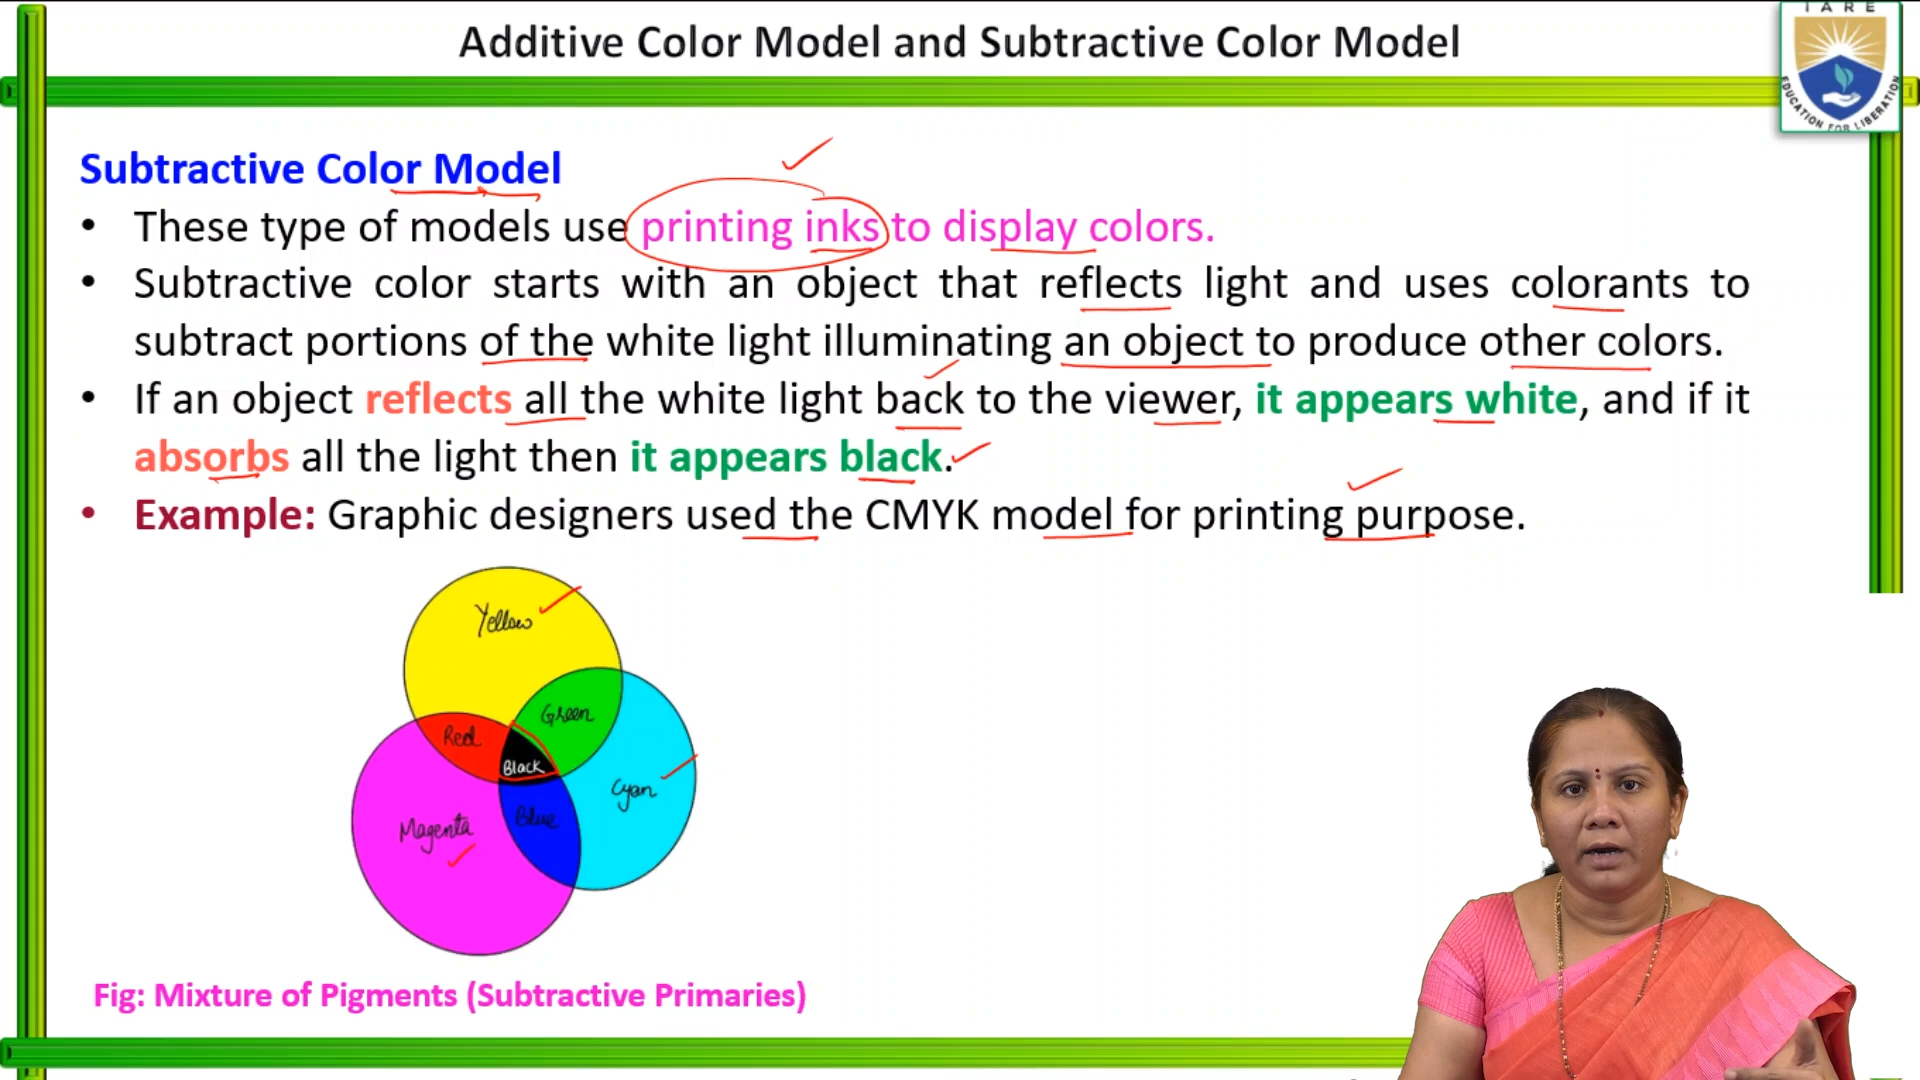 Additive Color Model and Subtractive Color Model
IARE
EDUCATION FOR LIBERATION
Subtractive Color Model
• These type of models use printing inks to display colors.
• Subtractive color starts with an object that reflects light and uses colorants to
subtract portions of the white light illuminating an object to produce other colors.
• If an object reflects all the white light back to the viewer, it appears white, and if it
absorbs all the light then it appears black.
• Example: Graphic designers used the CMYK model for printing purpose.
Yellow
Green
Red
Black
Cyan
Blue
Magenta
Fig: Mixture of Pigments (Subtractive Primaries)